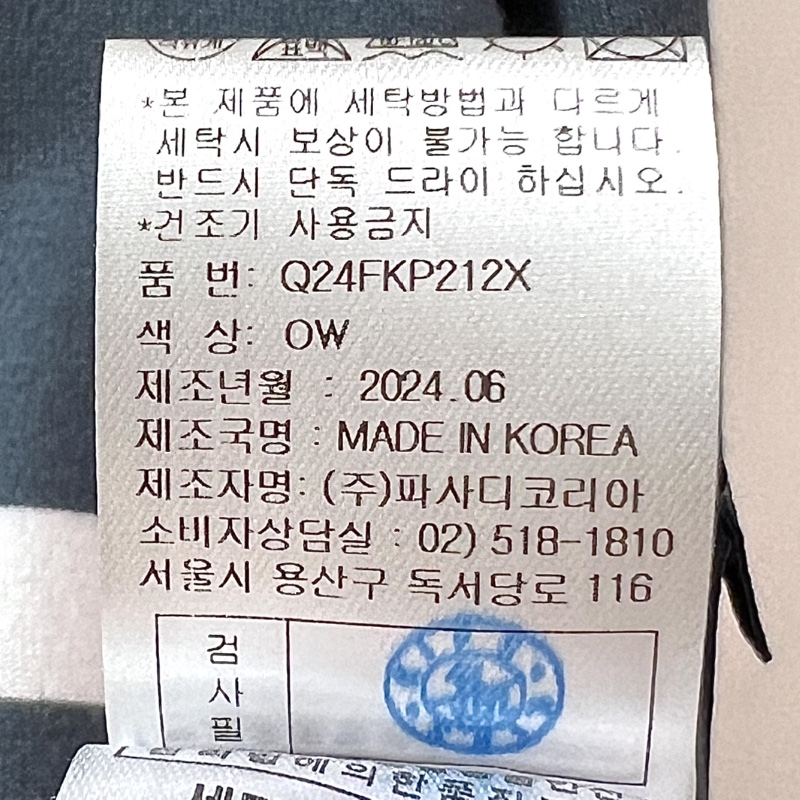 *본 제품에 세탁방법과 다르게
세탁시 보상이 불가능 합니다.
반드시 단독 드라이 하십시오.
*건조기 사용금지
품 번: Q24FKP212X
색 상: OW
제조년월 : 2024.06
제조국명 : MADE IN KOREA
제조자명: (주)파사디코리아
소비자상담실 : 02) 518-1810
서울시 용산구 독서당로 116
검
사
필